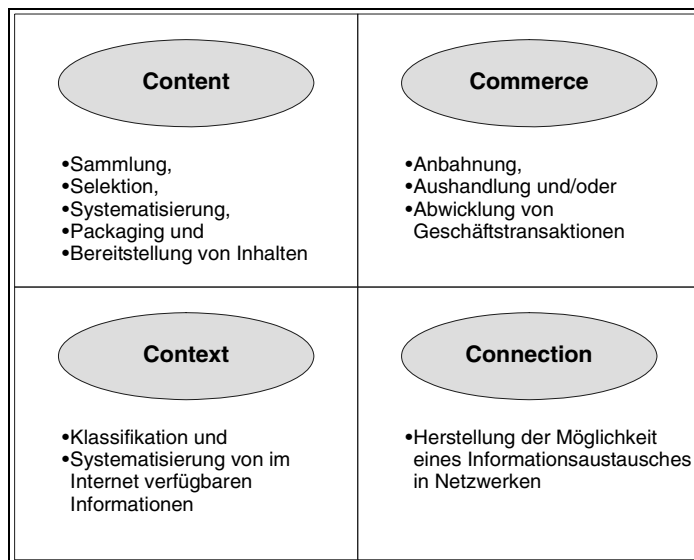 Content
•Sammlung,
•Selektion,
•Systematisierung,
•Packaging und
•Bereitstellung von Inhalten
Commerce
•Anbahnung,
•Aushandlung und/oder
•Abwicklung von
Geschäftstransaktionen
Context
•Klassifikation und
•Systematisierung von im
Internet verfügbaren
Informationen
Connection
•Herstellung der Möglichkeit
eines Informationsaustausches
in Netzwerken